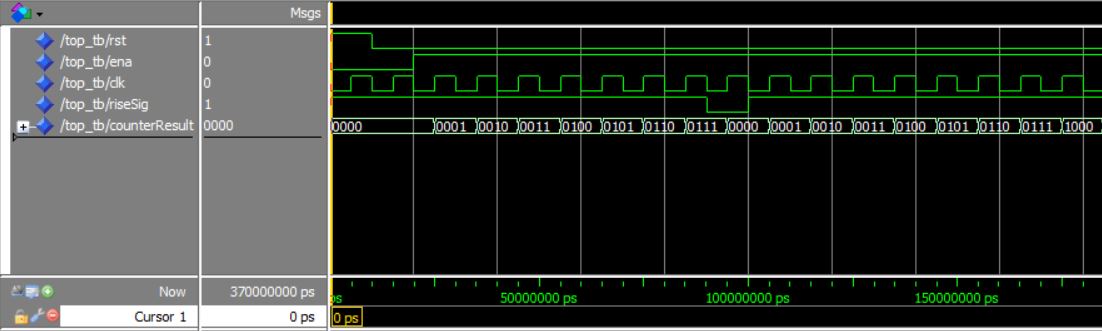 Msgs
/top_tb/rst 1
/top_tb/ena 0
/top_tb/clk 0
/top_tb/riseSig 1
/top_tb/counterResult 0000 0000 0001 0010 0011 0100 0101 0110 0111 0000 0001 0010 0011 0100 0101 0110 0111 1000
Now 370000000 ps ps 50000000 ps 100000000 ps 150000000 ps
Cursor 1 0 ps 0 ps